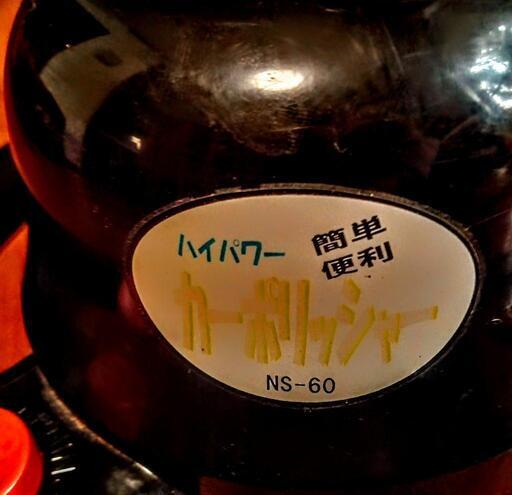 ハイパワー
簡単
便利
カーポリッシャー
NS-60